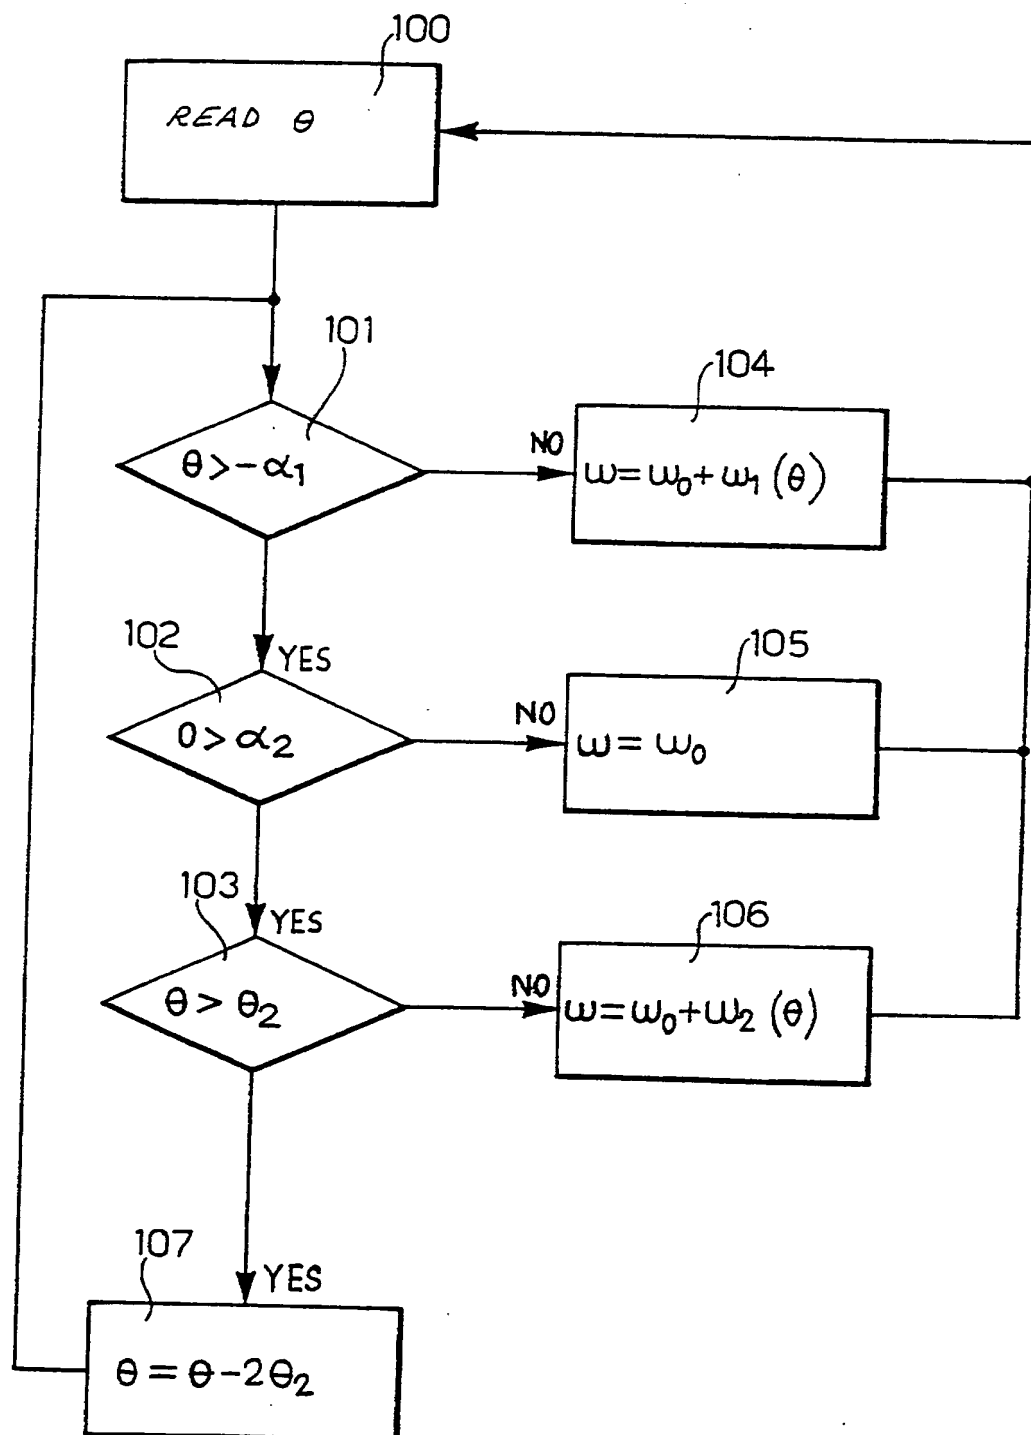 100
READ θ
101
θ > -α₁
NO
104
ω = ω₀ + ω₁ (θ)
YES
102
0 > α₂
NO
105
ω = ω₀
YES
103
θ > θ₂
NO
106
ω = ω₀ + ω₂ (θ)
YES
107
θ = θ - 2θ₂